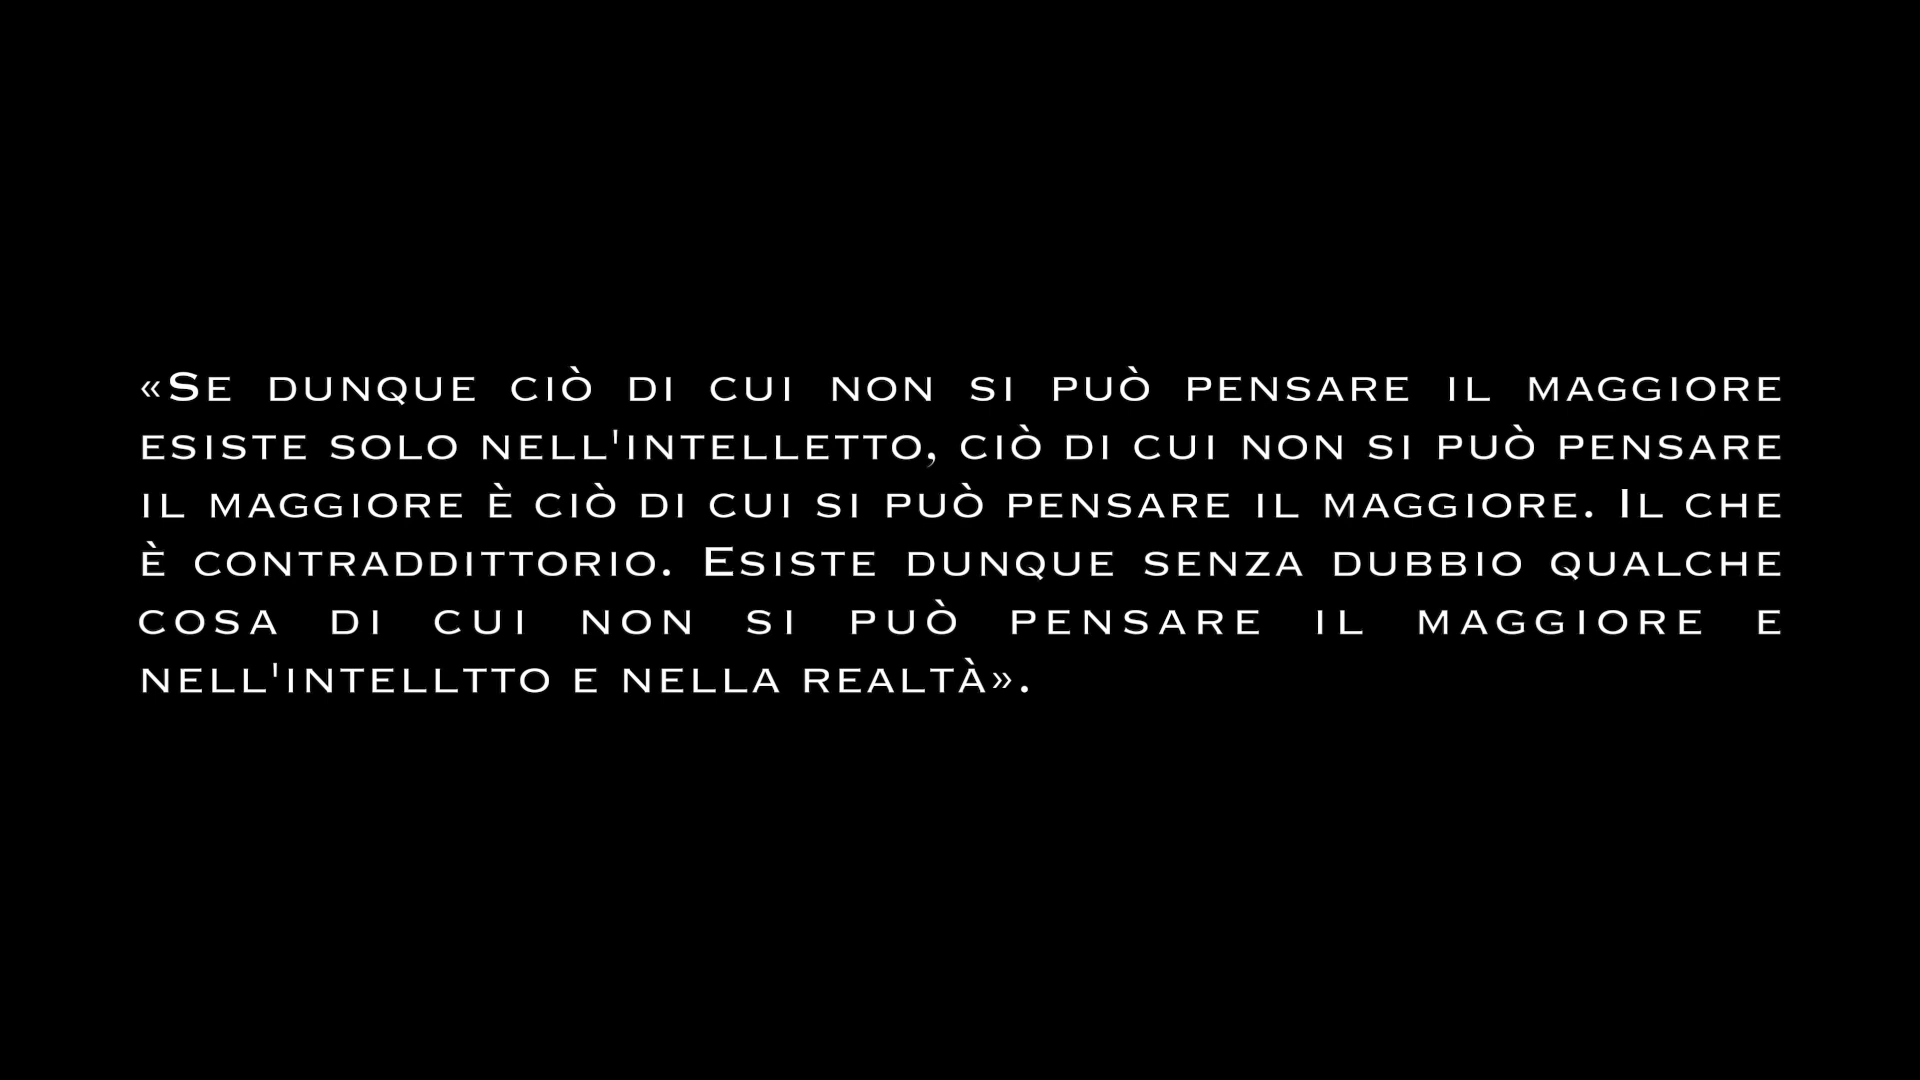 «Se dunque ciò di cui non si può pensare il maggiore
esiste solo nell'intelletto, ciò di cui non si può pensare
il maggiore è ciò di cui si può pensare il maggiore. Il che
è contraddittorio. Esiste dunque senza dubbio qualche
cosa di cui non si può pensare il maggiore e
nell'intelltto e nella realtà».